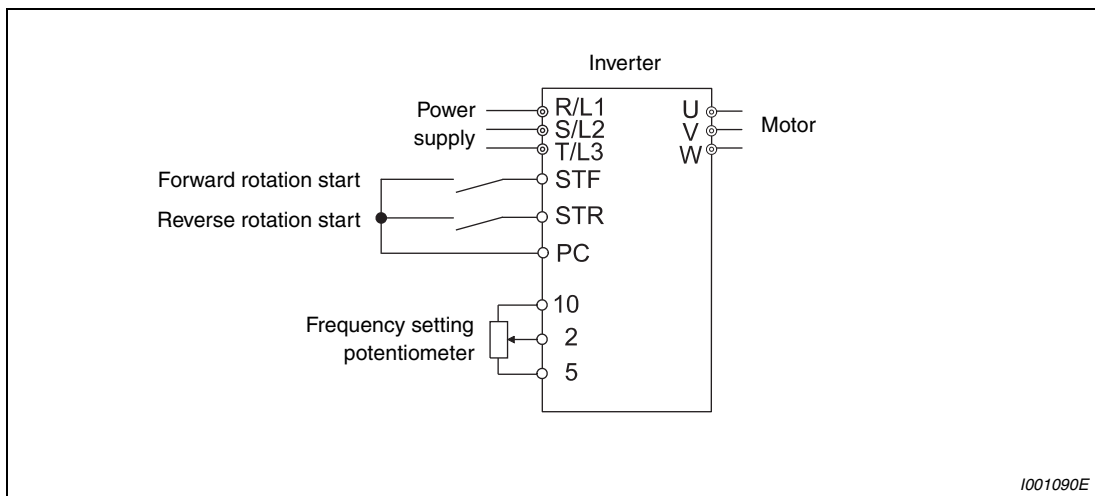 Inverter
Power
supply
R/L1
S/L2
T/L3
U
V
W
Motor
Forward rotation start
STF
Reverse rotation start
STR
PC
10
Frequency setting
potentiometer
2
5
I001090E